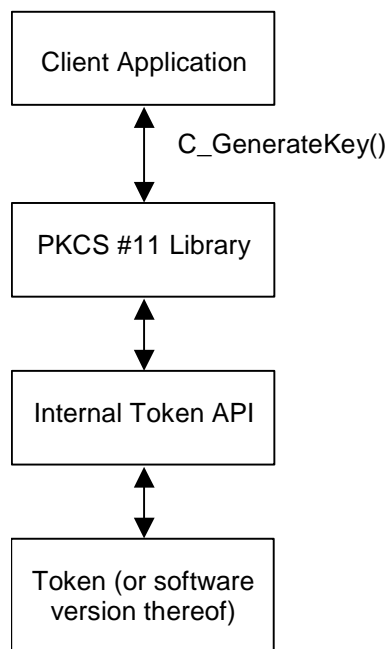 Client Application
C_GenerateKey()
PKCS #11 Library
Internal Token API
Token (or software
version thereof)